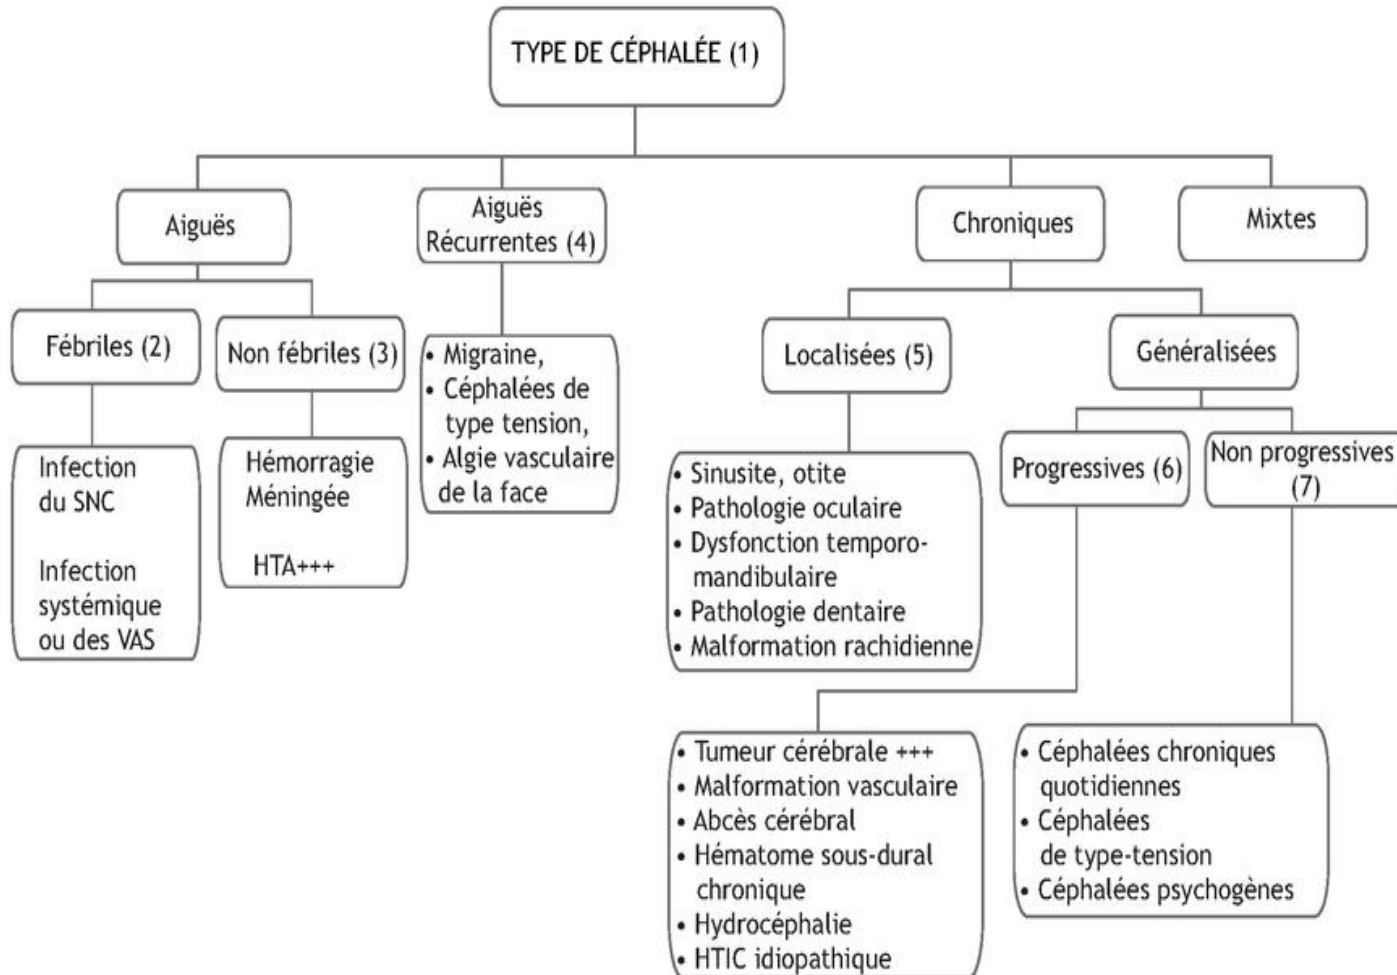 TYPE DE CÉPHALÉE (1)
Aiguës
Aiguës
Récurrentes (4)
Chroniques
Mixtes
Fébriles (2)
Non fébriles (3)
Localisées (5)
Généralisées
Infection
du SNC
Infection
systémique
ou des VAS
Hémorragie
Méningée
HTA+++
• Migraine,
• Céphalées de
type tension,
• Algie vasculaire
de la face
• Sinusite, otite
• Pathologie oculaire
• Dysfonction temporo-
mandibulaire
• Pathologie dentaire
• Malformation rachidienne
Progressives (6)
Non progressives
(7)
• Tumeur cérébrale +++
• Malformation vasculaire
• Abcès cérébral
• Hématome sous-dural
chronique
• Hydrocéphalie
• HTIC idiopathique
• Céphalées chroniques
quotidiennes
• Céphalées
de type-tension
• Céphalées psychogènes